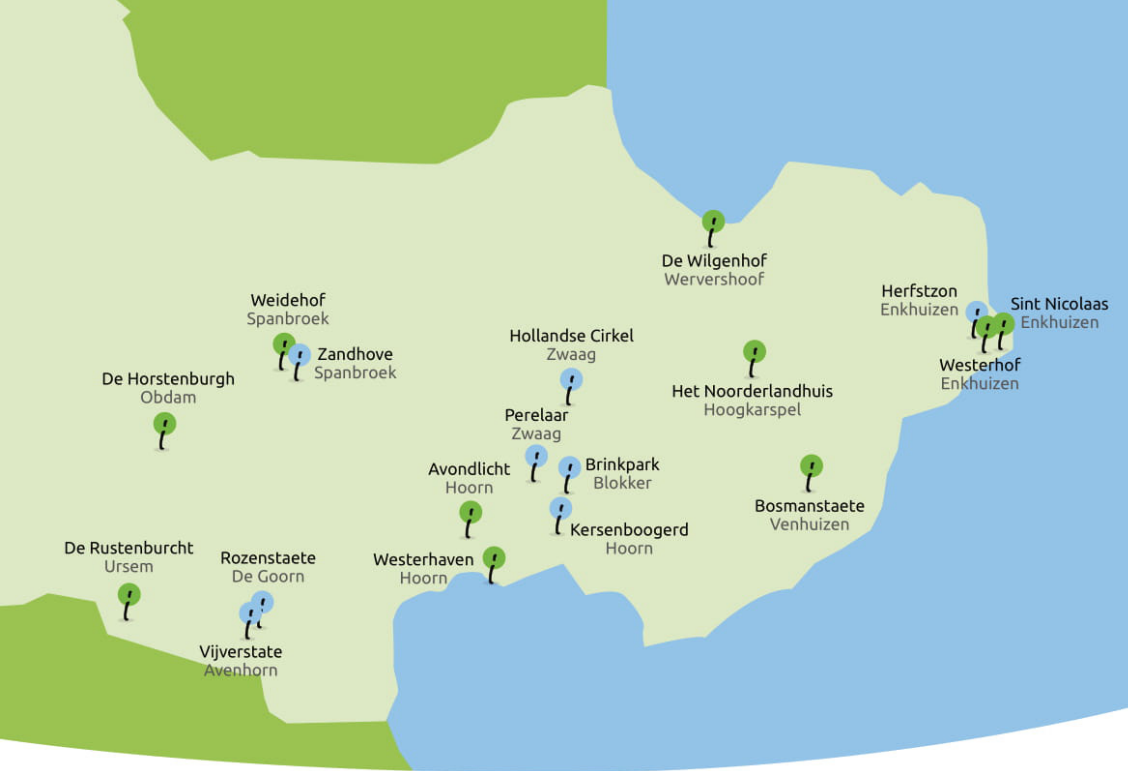 De Wilgenhof
Wervershoof
Herfstzon
Enkhuizen
Sint Nicolaas
Enkhuizen
Weidehof
Spanbroek
Zandhove
Spanbroek
Hollandse Cirkel
Zwaag
Westerhof
Enkhuizen
De Horstenburgh
Obdam
Het Noorderlandhuis
Hoogkarspel
Perelaar
Zwaag
Avondlicht
Hoorn
Brinkpark
Blokker
Bosmanstaete
Venhuizen
Kersenboogerd
Hoorn
De Rustenburcht
Ursem
Rozenstaete
De Goorn
Westerhaven
Hoorn
Vijverstate
Avenhorn